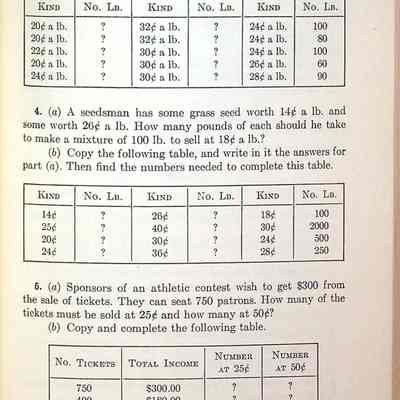 KIND No. LB. KIND No. LB. KIND No. LB.
20¢ a lb. ? 32¢ a lb. ? 24¢ a lb. 100
20¢ a lb. ? 32¢ a lb. ? 24¢ a lb. 80
22¢ a lb. ? 30¢ a lb. ? 24¢ a lb. 100
20¢ a lb. ? 30¢ a lb. ? 26¢ a lb. 60
24¢ a lb. ? 30¢ a lb. ? 28¢ a lb. 90
4. (a) A seedsman has some grass seed worth 14¢ a lb. and
some worth 26¢ a lb. How many pounds of each should he take
to make a mixture of 100 lb. to sell at 18¢ a lb.?
(b) Copy the following table, and write in it the answers for
part (a). Then find the numbers needed to complete this table.
KIND No. LB. KIND No. LB. KIND No. LB.
14¢ ? 26¢ ? 18¢ 100
25¢ ? 40¢ ? 30¢ 2000
20¢ ? 30¢ ? 24¢ 500
24¢ ? 36¢ ? 28¢ 250
5. (a) Sponsors of an athletic contest wish to get $300 from
the sale of tickets. They can seat 750 patrons. How many of the
tickets must be sold at 25¢ and how many at 50¢?
(b) Copy and complete the following table.
No. TICKETS TOTAL INCOME NUMBER AT 25¢ NUMBER AT 50¢
750 $300.00 ? ?